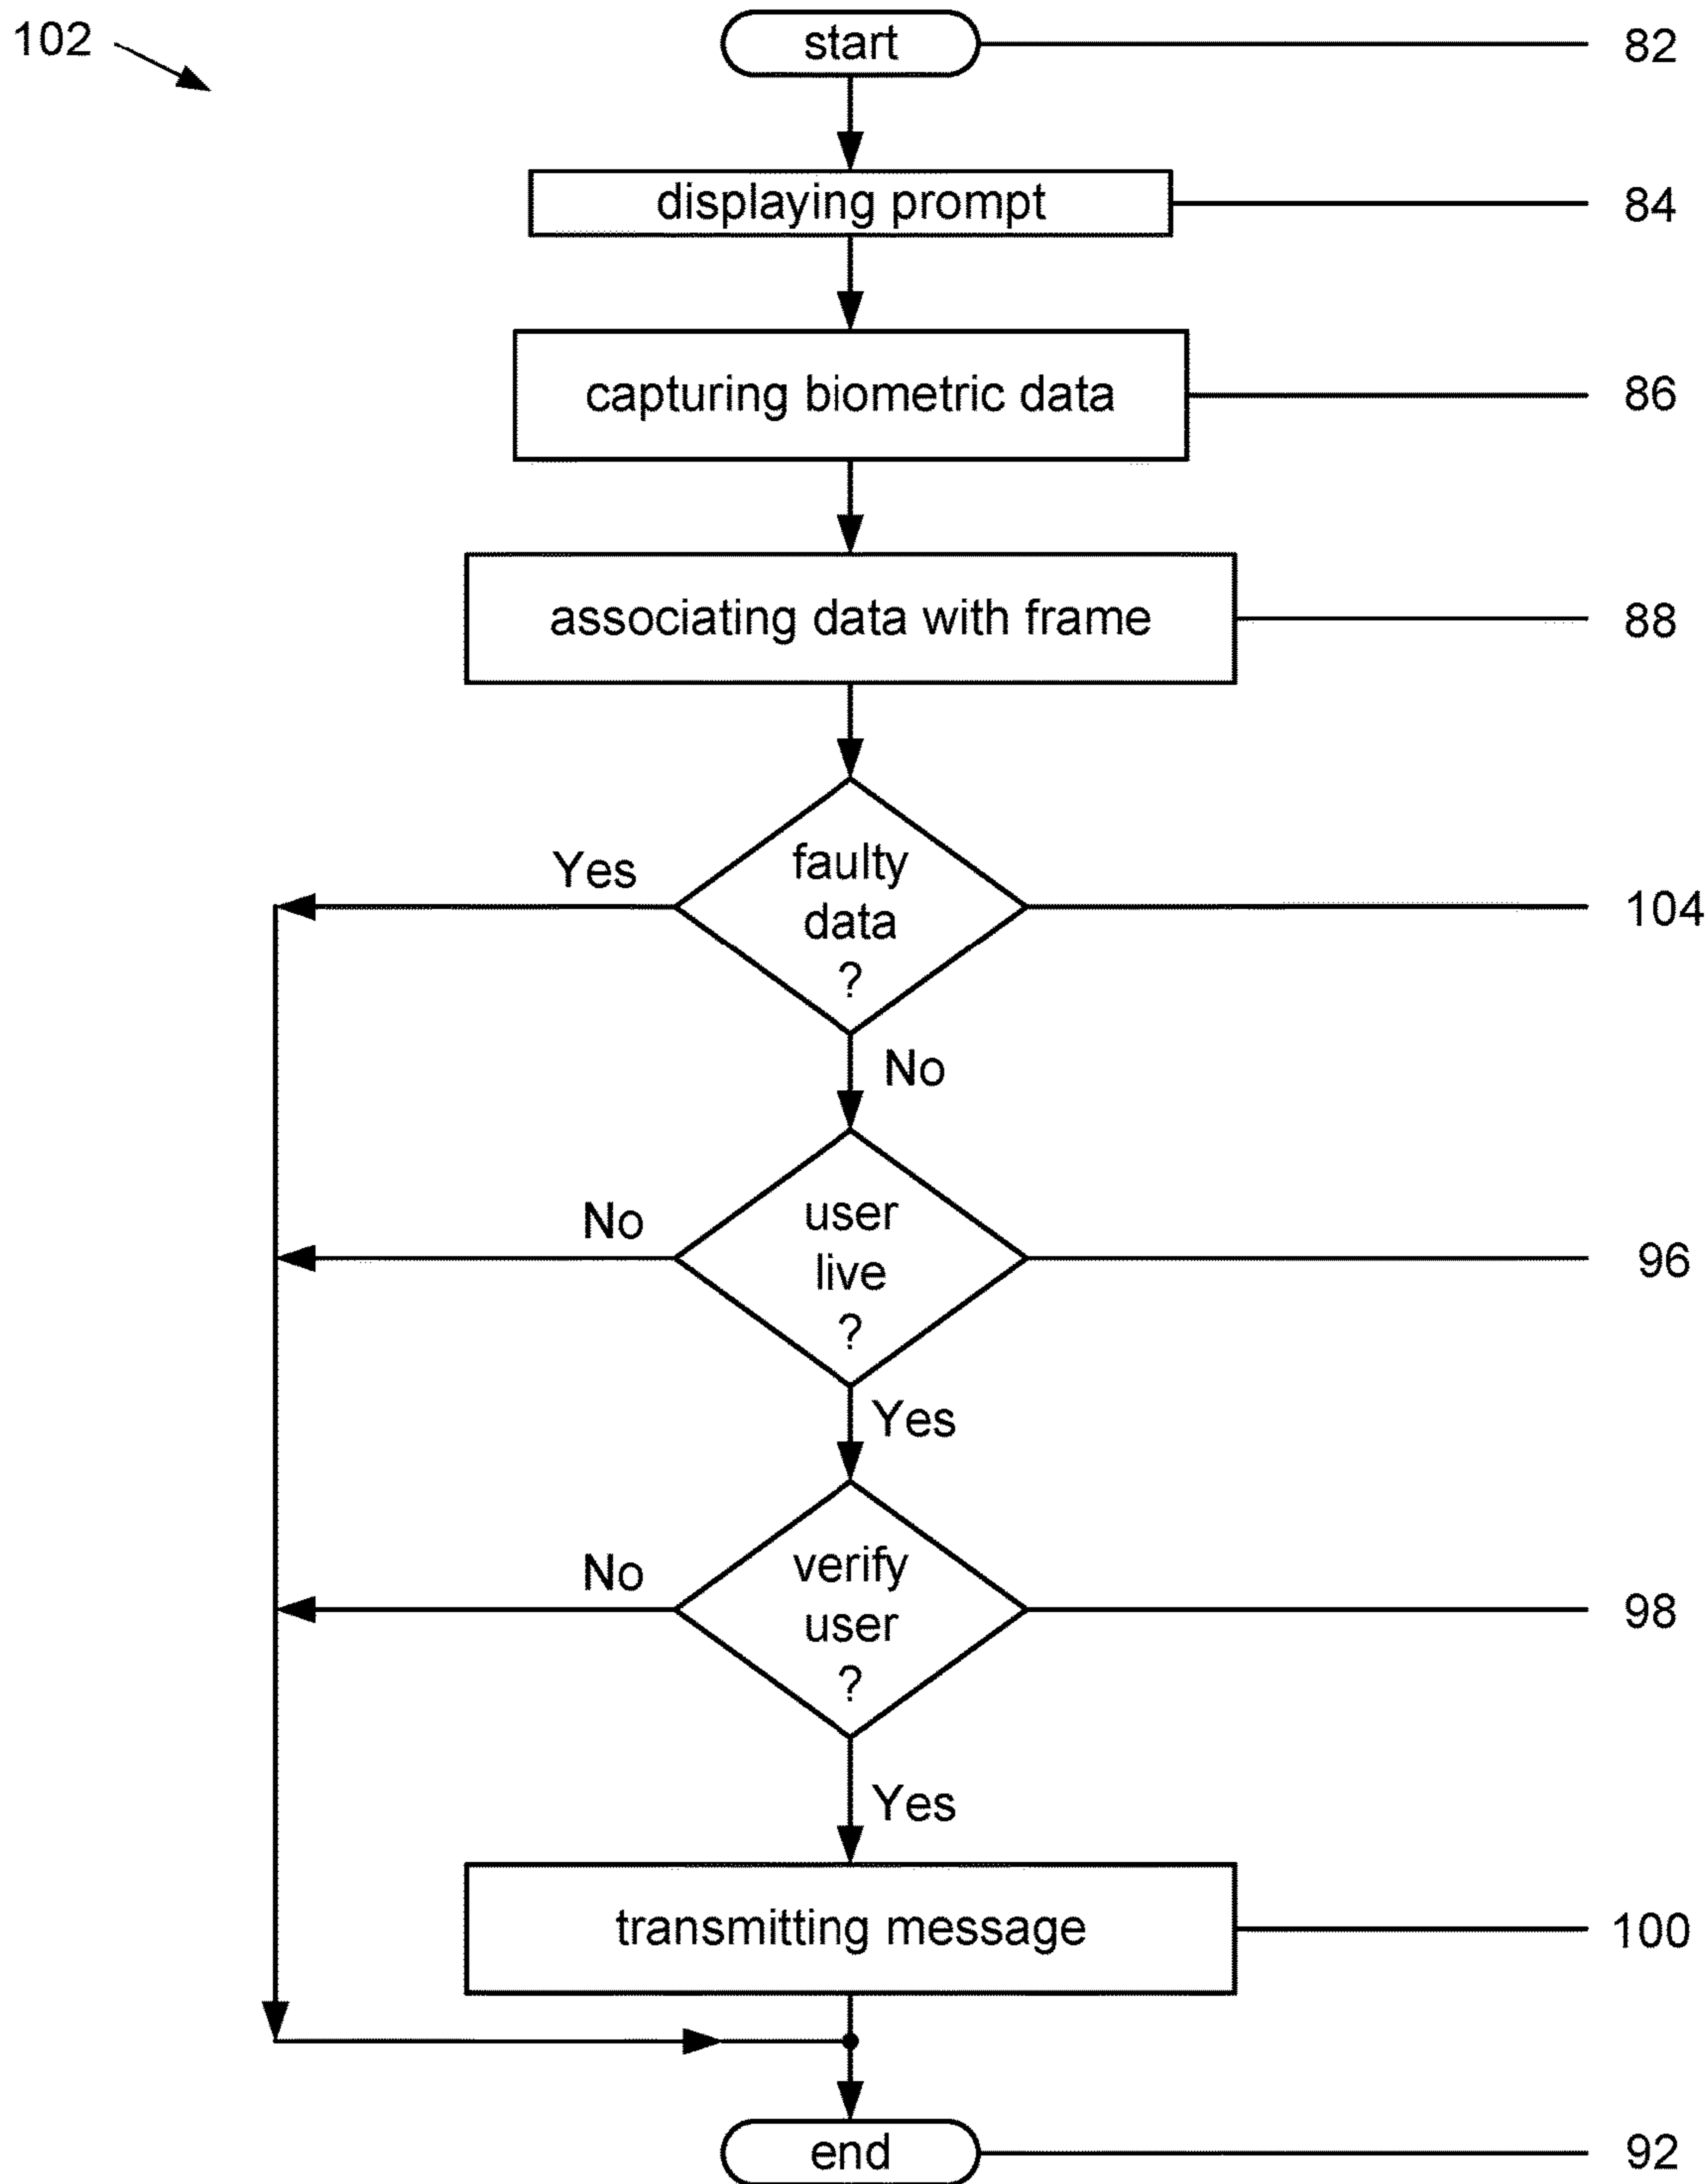 102
start
82
displaying prompt
84
capturing biometric data
86
associating data with frame
88
Yes
faulty
data
?
104
No
No
user
live
?
96
Yes
No
verify
user
?
98
Yes
transmitting message
100
end
92